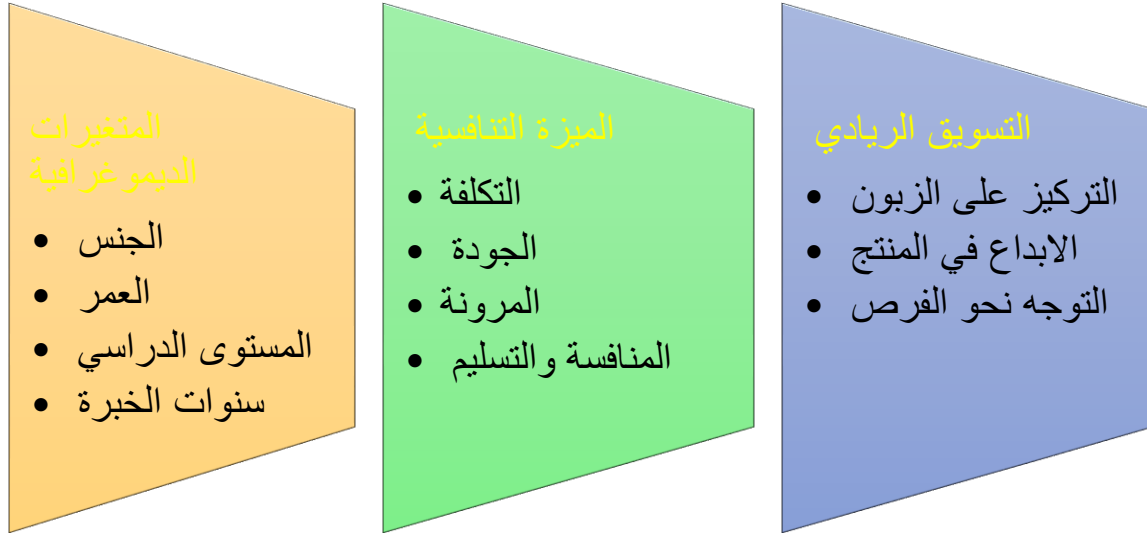 التسويق الريادي
• التركيز على الزبون
• الابداع في المنتج
• التوجه نحو الفرص
الميزة التنافسية
• التكلفة
• الجودة
• المرونة
• المنافسة والتسليم
المتغيرات
الديموغرافية
• الجنس
• العمر
• المستوى الدراسي
• سنوات الخبرة